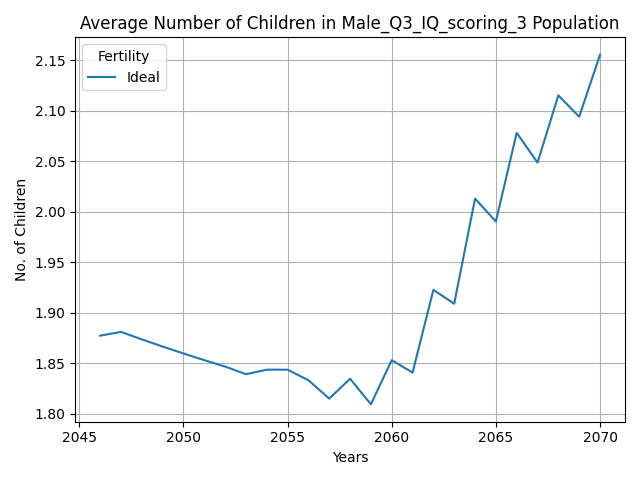 Average Number of Children in Male_Q3_IQ_scoring_3 Population
Fertility
Ideal
No. of Children
2.15
2.10
2.05
2.00
1.95
1.90
1.85
1.80
2045
2050
2055
2060
2065
2070
Years